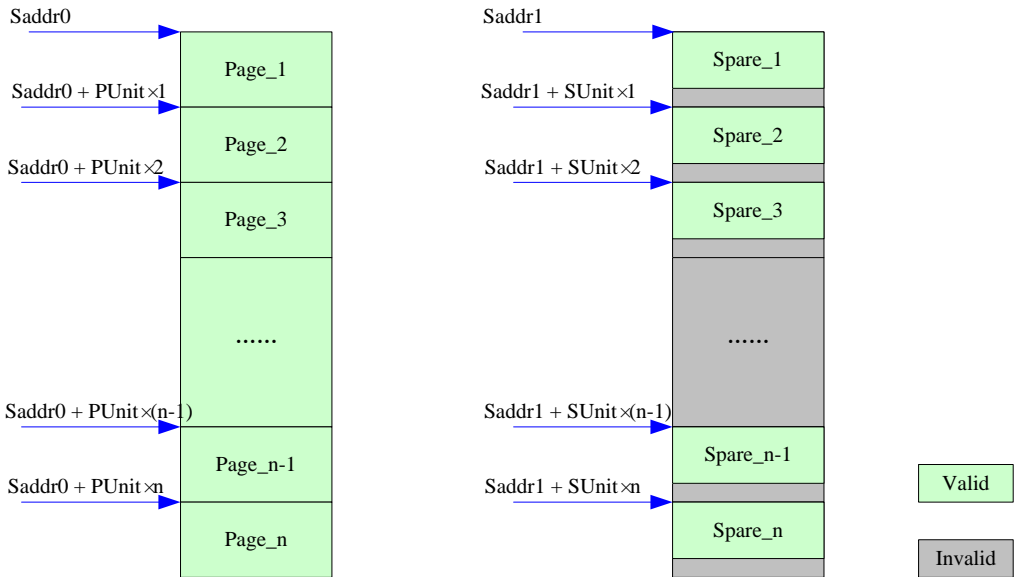 Saddr0
Saddr1
Page_1
Spare_1
Saddr0 + PUnit×1
Saddr1 + SUnit×1
Page_2
Spare_2
Saddr0 + PUnit×2
Saddr1 + SUnit×2
Page_3
Spare_3
......
......
Saddr0 + PUnit×(n-1)
Saddr1 + SUnit×(n-1)
Page_n-1
Spare_n-1
Saddr0 + PUnit×n
Saddr1 + SUnit×n
Valid
Page_n
Spare_n
Invalid